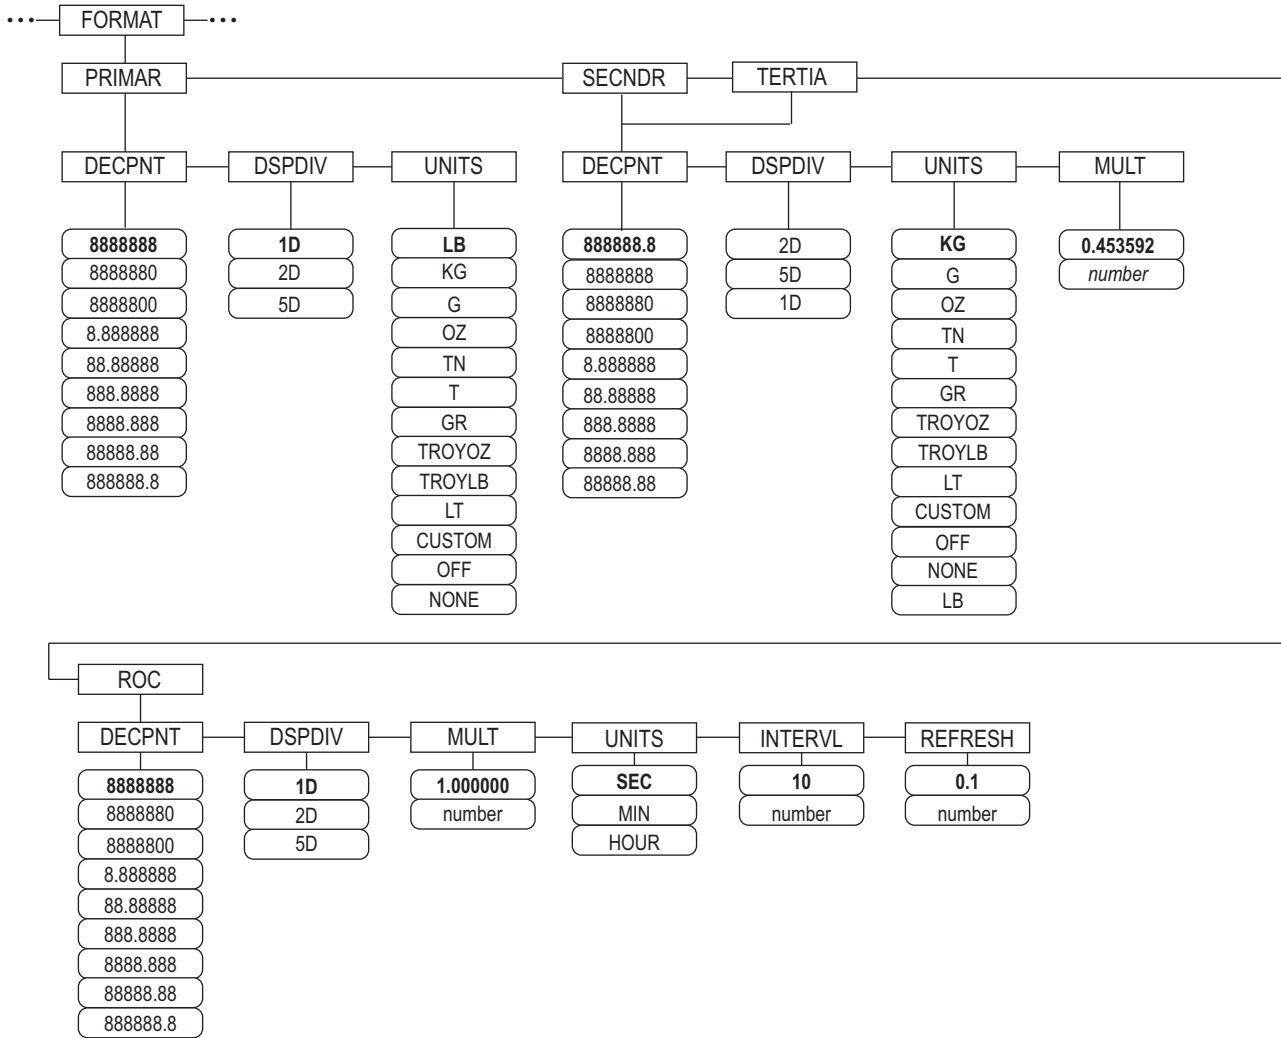 ••• FORMAT •••
PRIMAR SECNDR TERTIA
DECPNT DSPDIV UNITS DECPNT DSPDIV UNITS MULT
8888888 1D LB 888888.8 2D KG 0.453592
8888880 2D KG 8888888 5D G number
8888800 5D G 8888880 1D OZ
8.888888 OZ 8888800 TN
88.88888 TN 8.888888 T
888.8888 T 88.88888 GR
8888.888 GR 888.8888 TROYOZ
88888.88 TROYOZ 8888.888 TROYLB
888888.8 TROYLB 88888.88 LT
LT CUSTOM
CUSTOM OFF
OFF NONE
NONE LB
ROC
DECPNT DSPDIV MULT UNITS INTERVL REFRESH
8888888 1D 1.000000 SEC 10 0.1
8888880 2D number MIN number number
8888800 5D HOUR
8.888888
88.88888
888.8888
8888.888
88888.88
888888.8